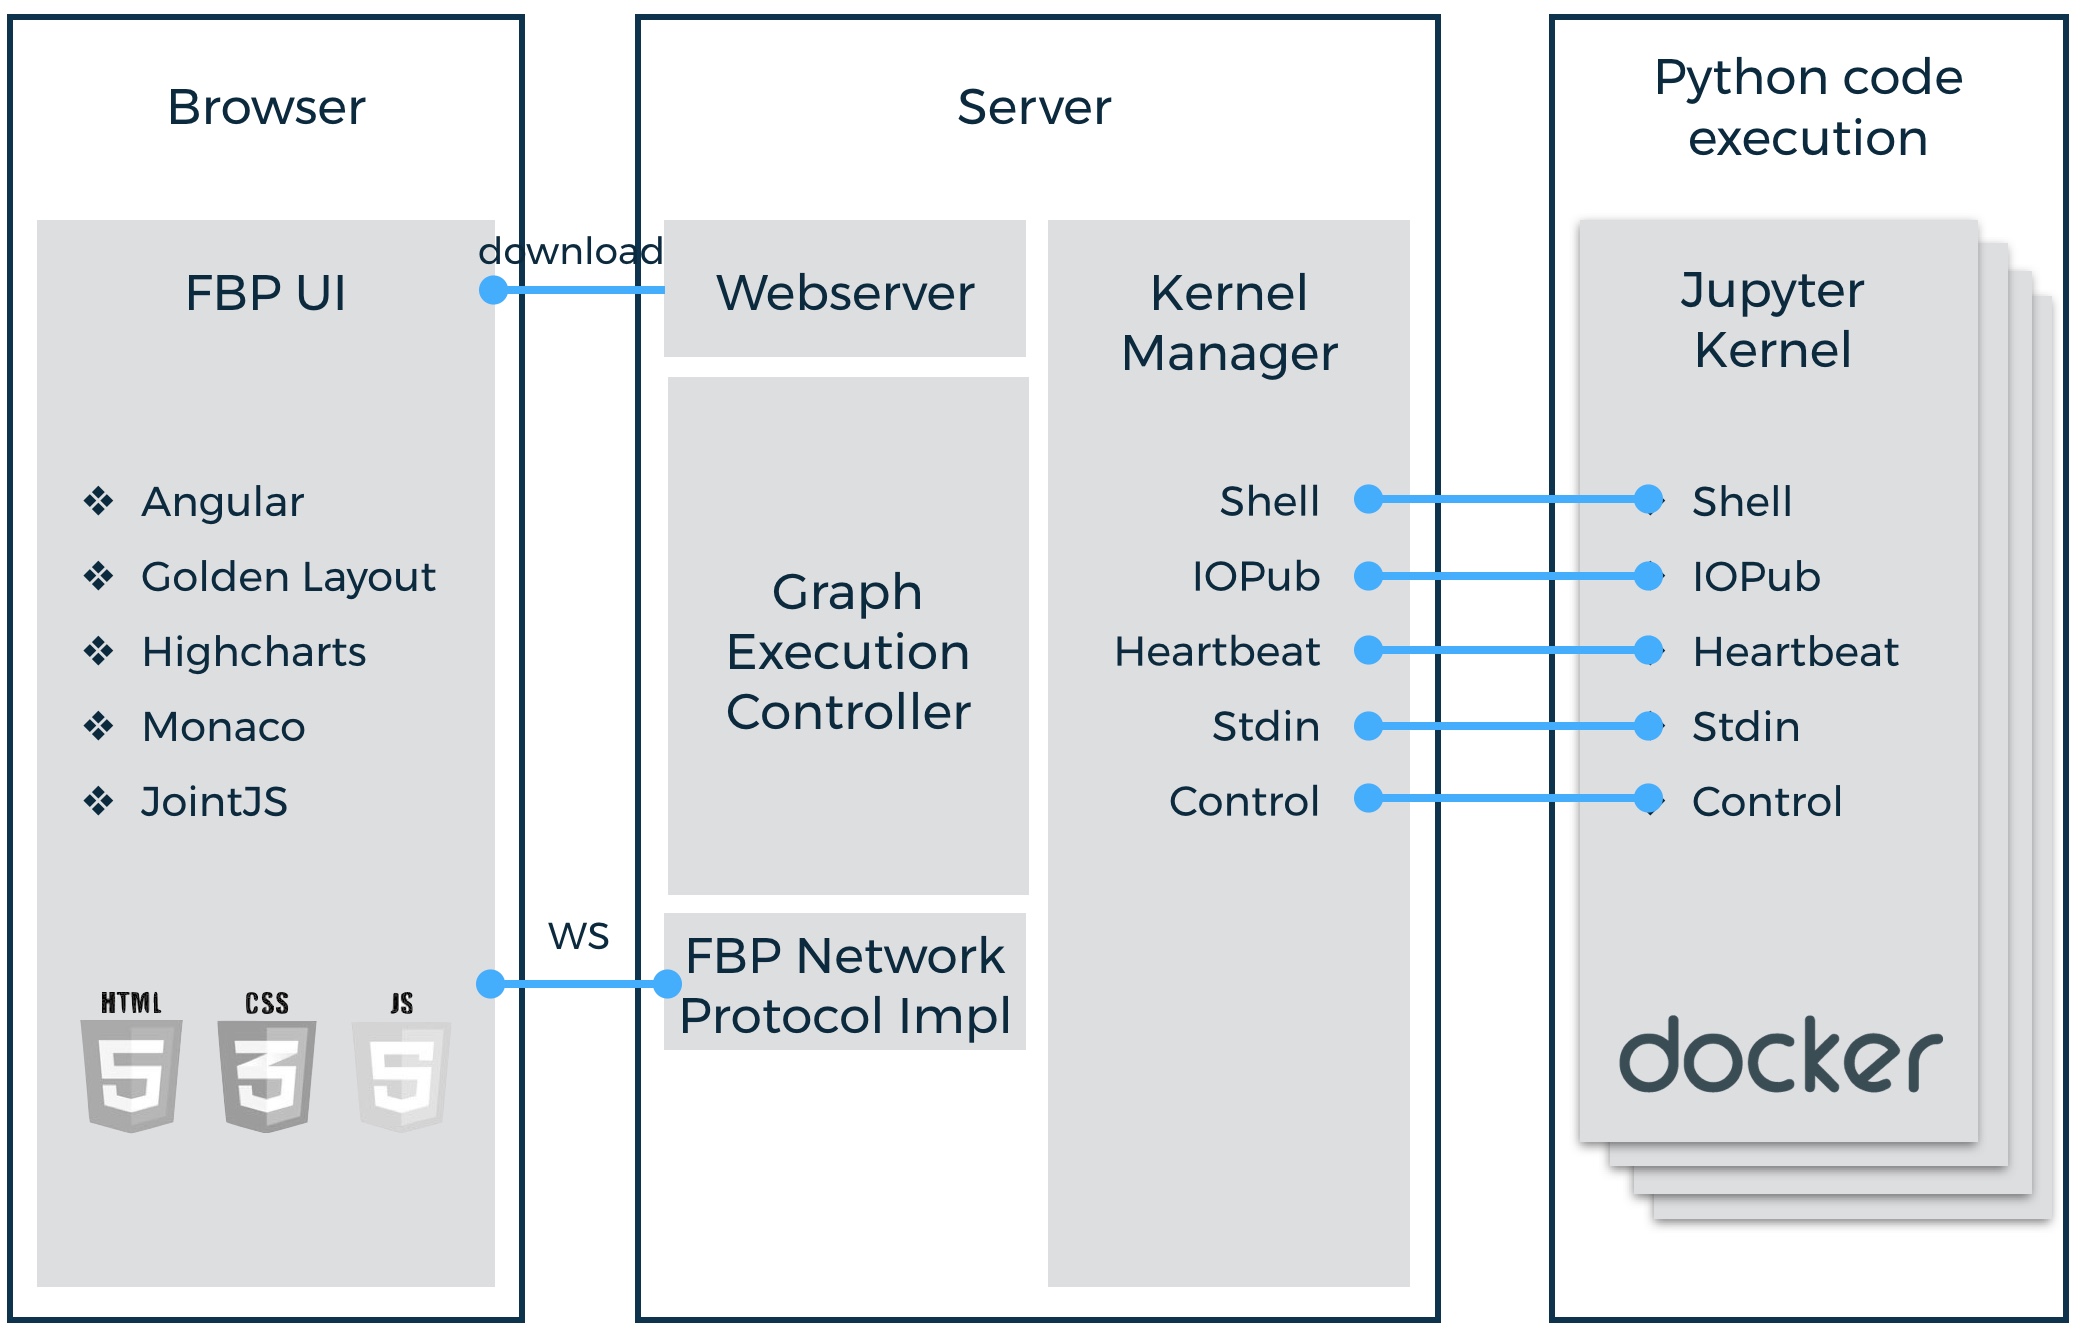 Browser
FBP UI
❖ Angular
❖ Golden Layout
❖ Highcharts
❖ Monaco
❖ JointJS
HTML
5
CSS
3
JS
5
download
WS
Server
Webserver
Graph
Execution
Controller
FBP Network
Protocol Impl
Kernel
Manager
Shell
IOPub
Heartbeat
Stdin
Control
Python code
execution
Jupyter
Kernel
Shell
IOPub
Heartbeat
Stdin
Control
docker